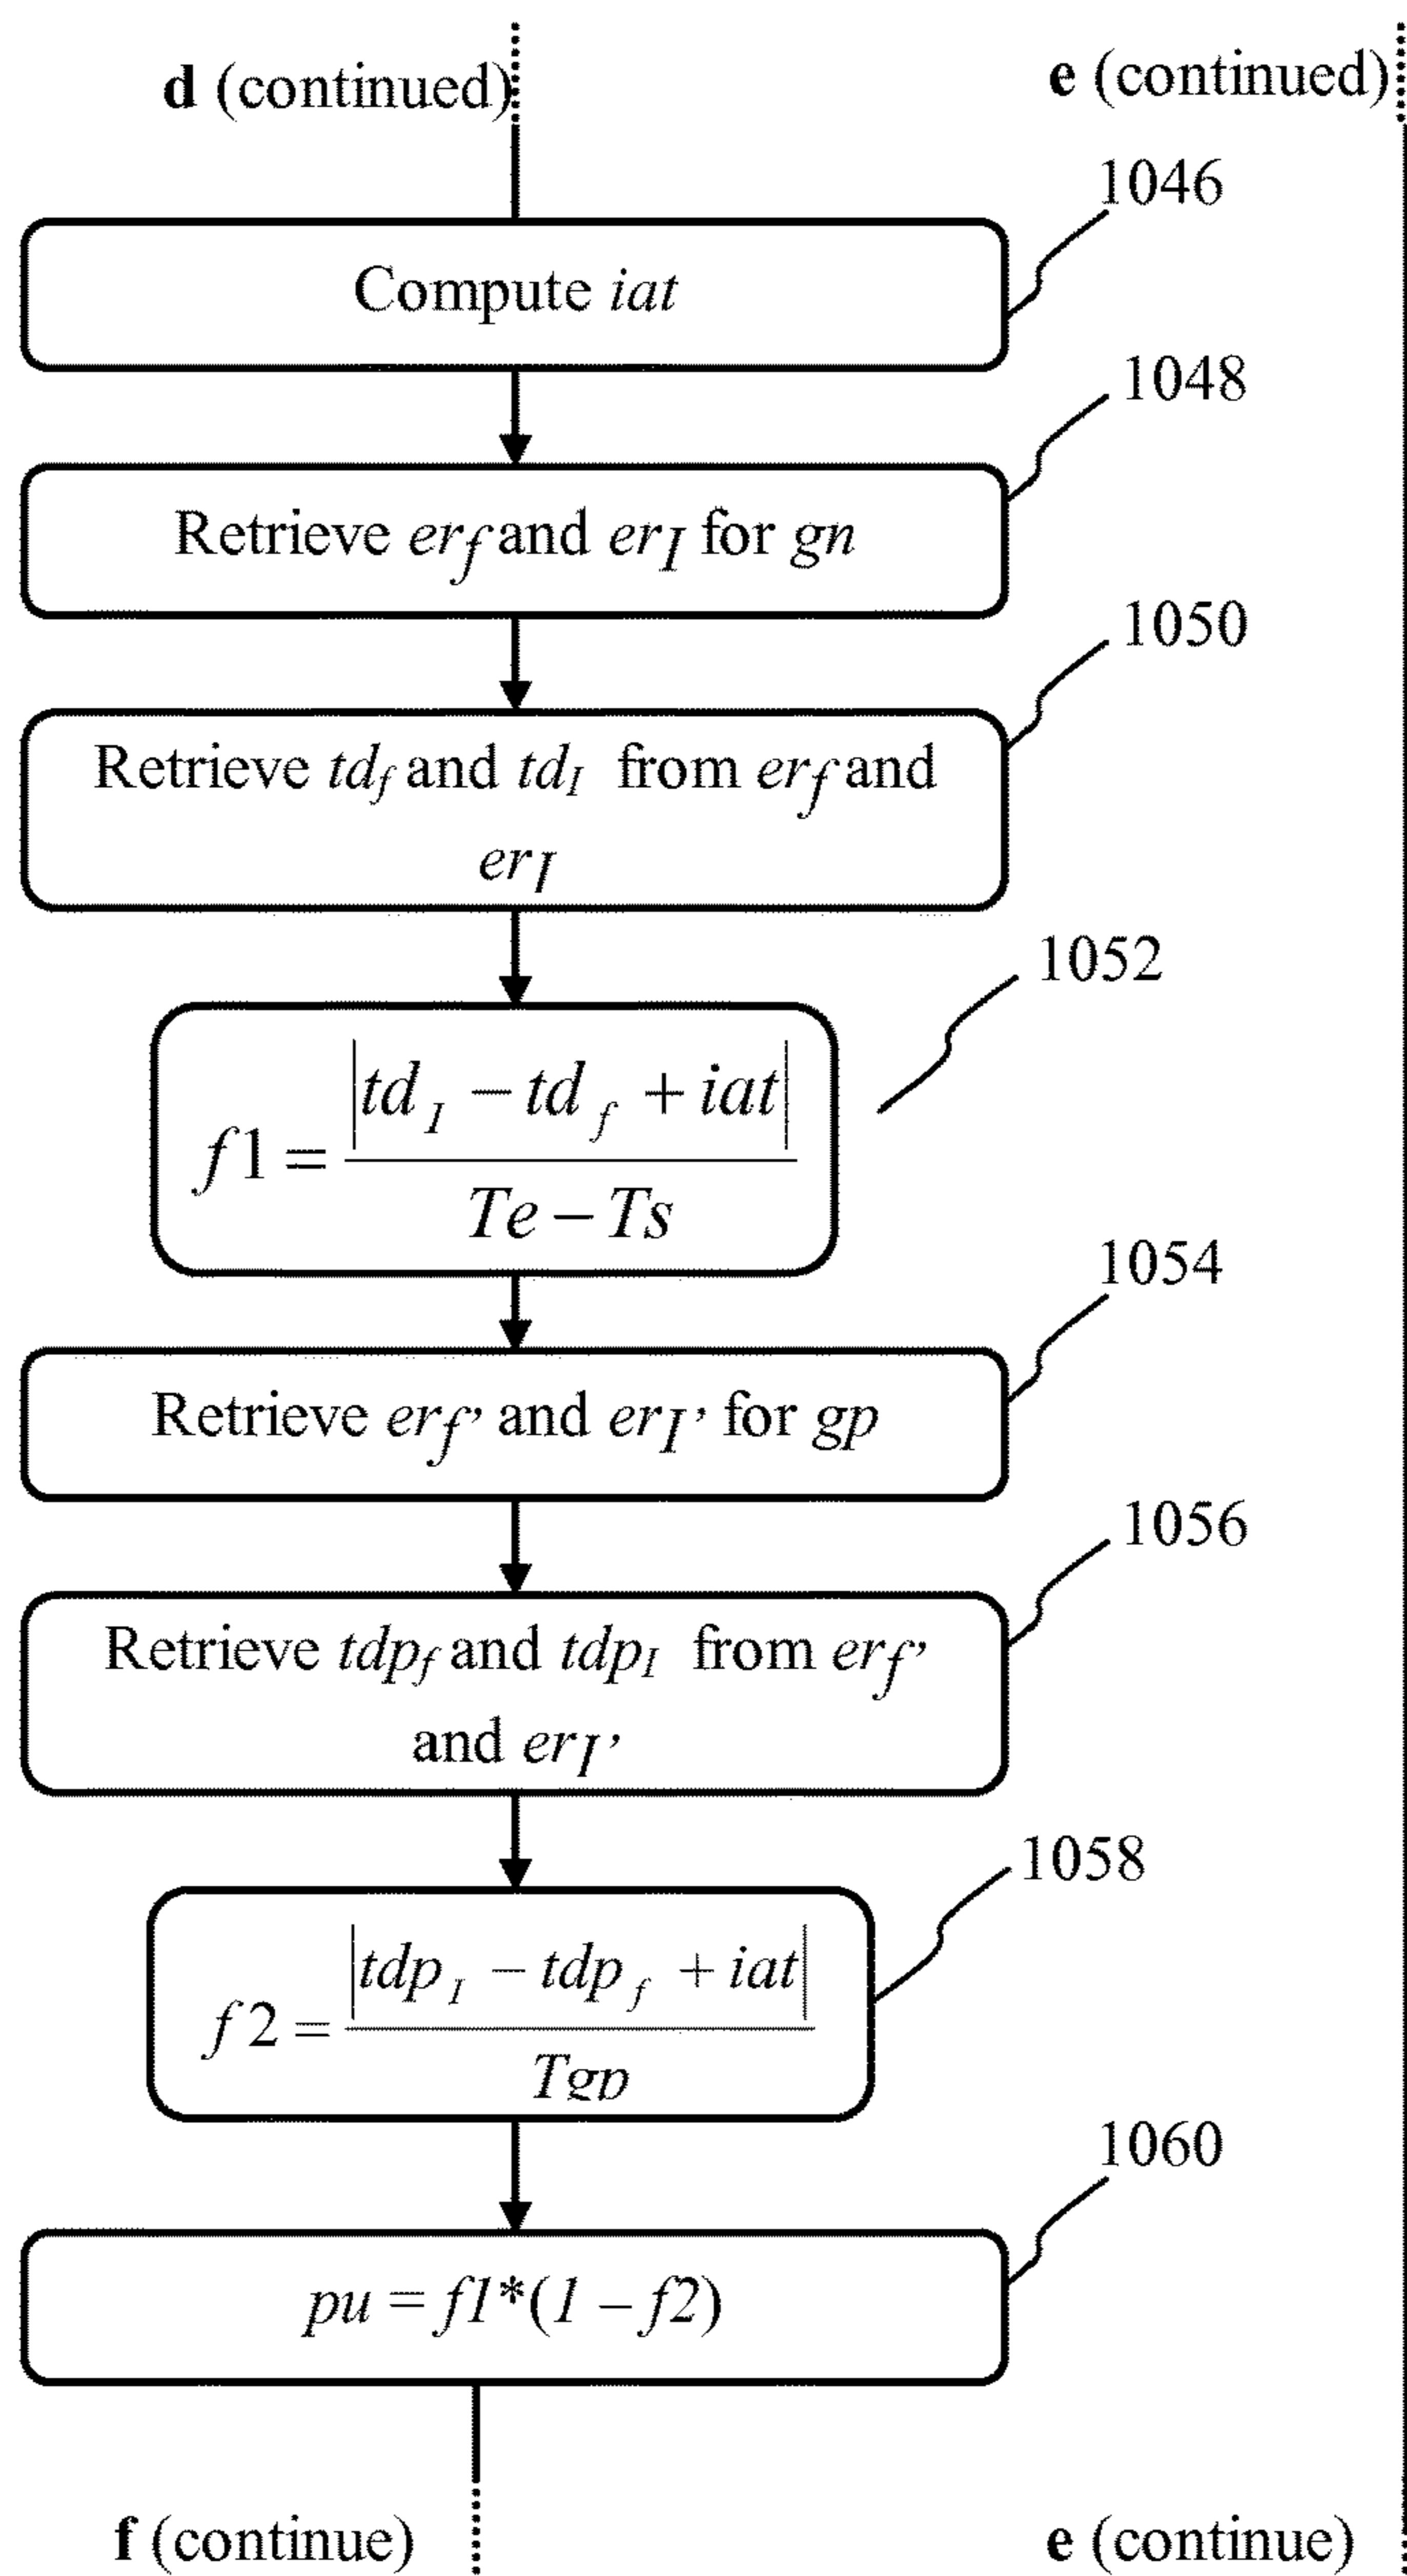 d (continued)
e (continued)
1046
Compute iat
1048
Retrieve erf and erI for gn
1050
Retrieve tdf and tdI from erf and
erI
1052
f1 = |tdI − tdf + iat|
Te − Ts
1054
Retrieve erf’ and erI’ for gp
1056
Retrieve tdpf and tdpI from erf’
and erI’
1058
f2 = |tdpI − tdpf + iat|
Tgp
1060
pu = f1*(1 – f2)
f (continue)
e (continue)